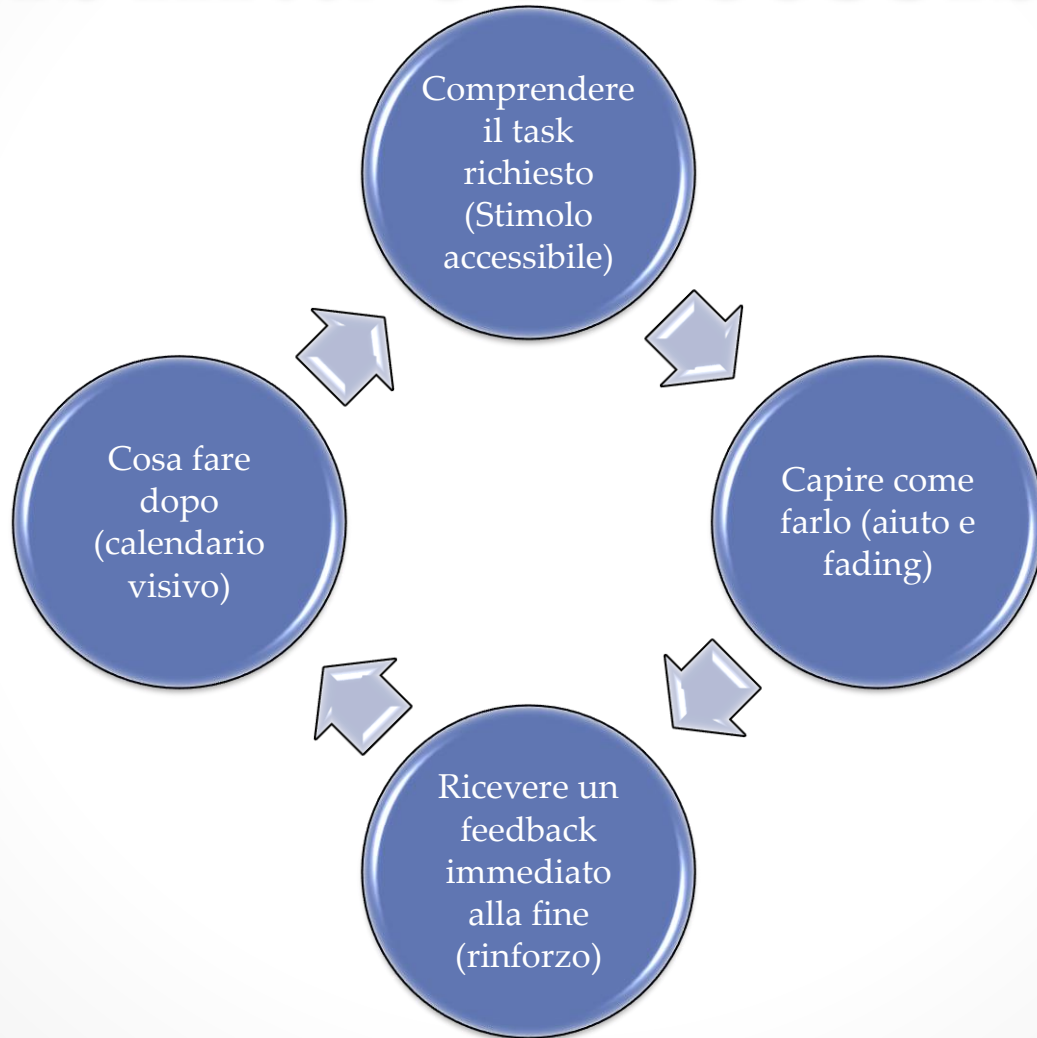 Comprendere
il task
richiesto
(Stimolo
accessibile)
Capire come
farlo (aiuto e
fading)
Ricevere un
feedback
immediato
alla fine
(rinforzo)
Cosa fare
dopo
(calendario
visivo)